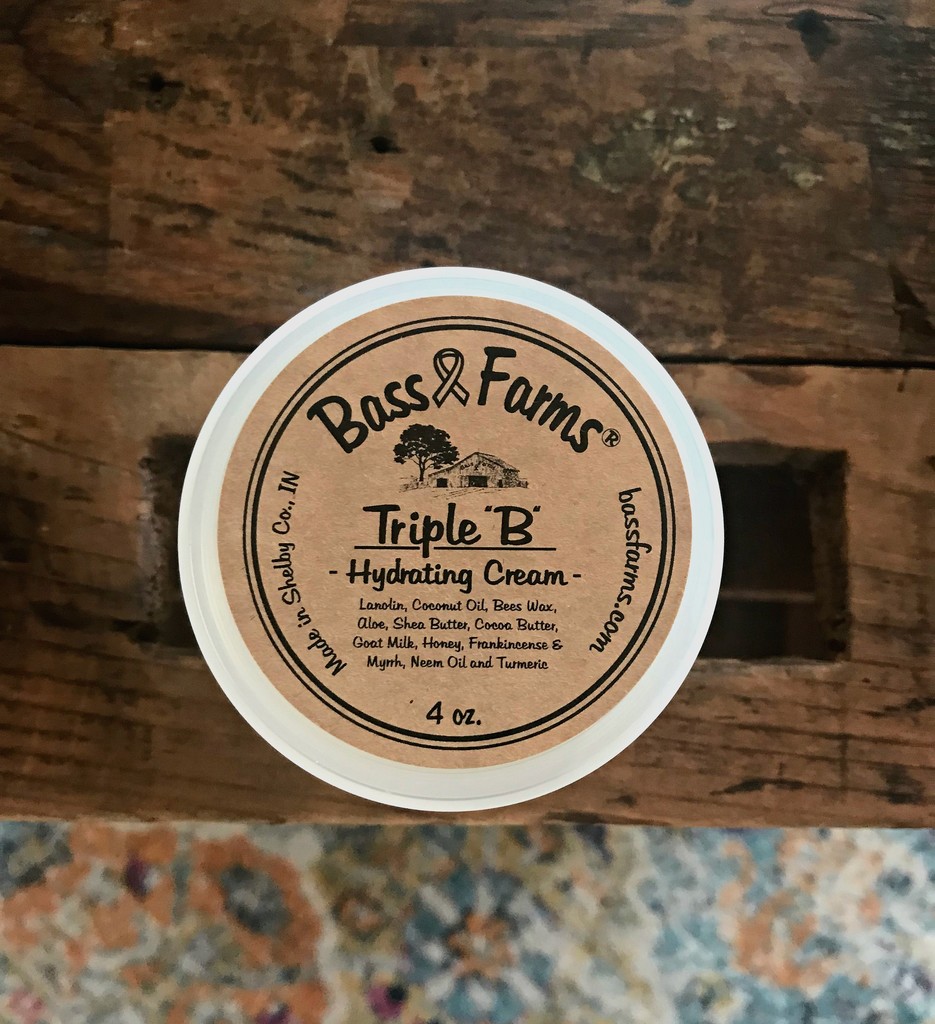 Bass Farms®
Triple "B"
- Hydrating Cream -
Lanolin, Coconut Oil, Bees Wax,
Aloe, Shea Butter, Cocoa Butter,
Goat Milk, Honey, Frankincense &
Myrrh, Neem Oil and Turmeric
4 oz.
Made in Shelby Co., IN
bassfarms.com